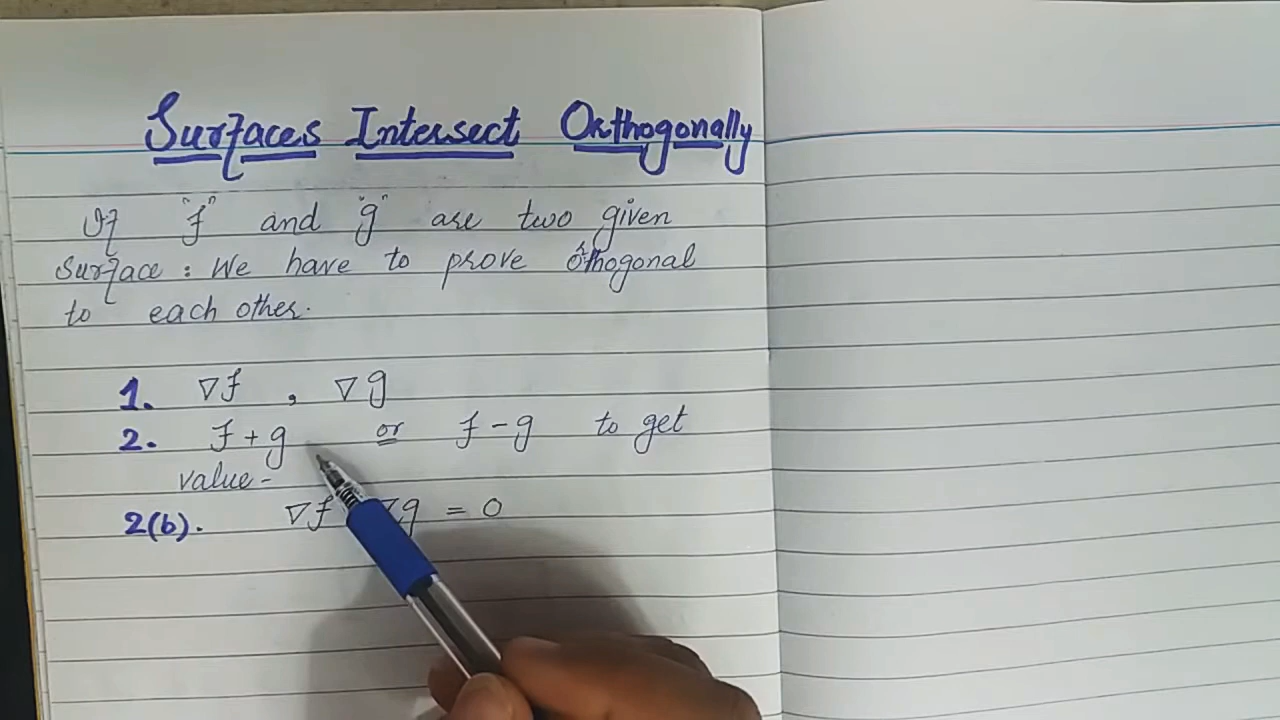 Surfaces Intersect Orthogonally
If "f" and "g" are two given
surface : We have to prove orthogonal
to each other.
1. ∇f , ∇g
2. f + g or f - g to get
value -
2(b). ∇f ∇g = 0